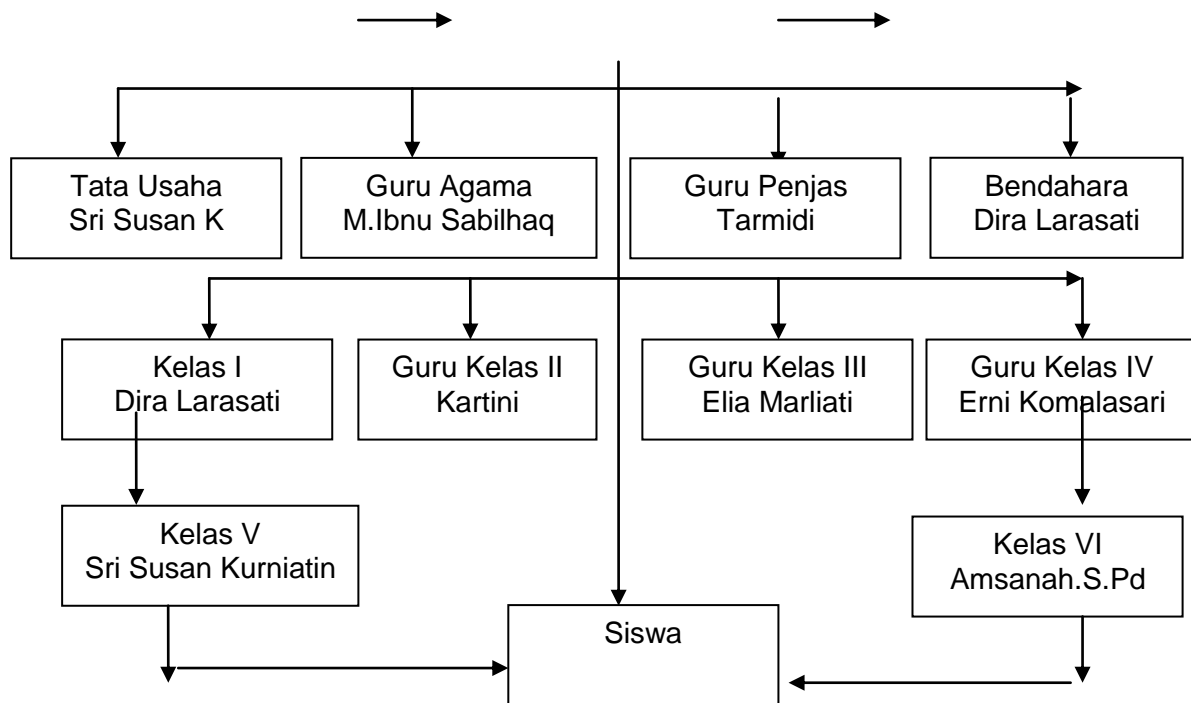 Tata Usaha
Sri Susan K
Guru Agama
M.Ibnu Sabilhaq
Guru Penjas
Tarmidi
Bendahara
Dira Larasati
Kelas I
Dira Larasati
Guru Kelas II
Kartini
Guru Kelas III
Elia Marliati
Guru Kelas IV
Erni Komalasari
Kelas V
Sri Susan Kurniatin
Kelas VI
Amsanah.S.Pd
Siswa